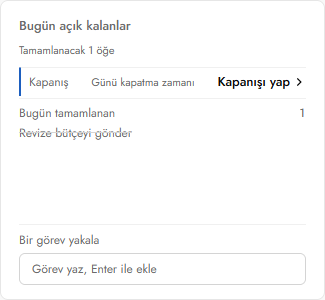 Bugün açık kalanlar
Tamamlanacak 1 öğe
Kapanış Günü kapatma zamanı Kapanışı yap
Bugün tamamlanan 1
Revize bütçeyi gönder
Bir görev yakala
Görev yaz, Enter ile ekle